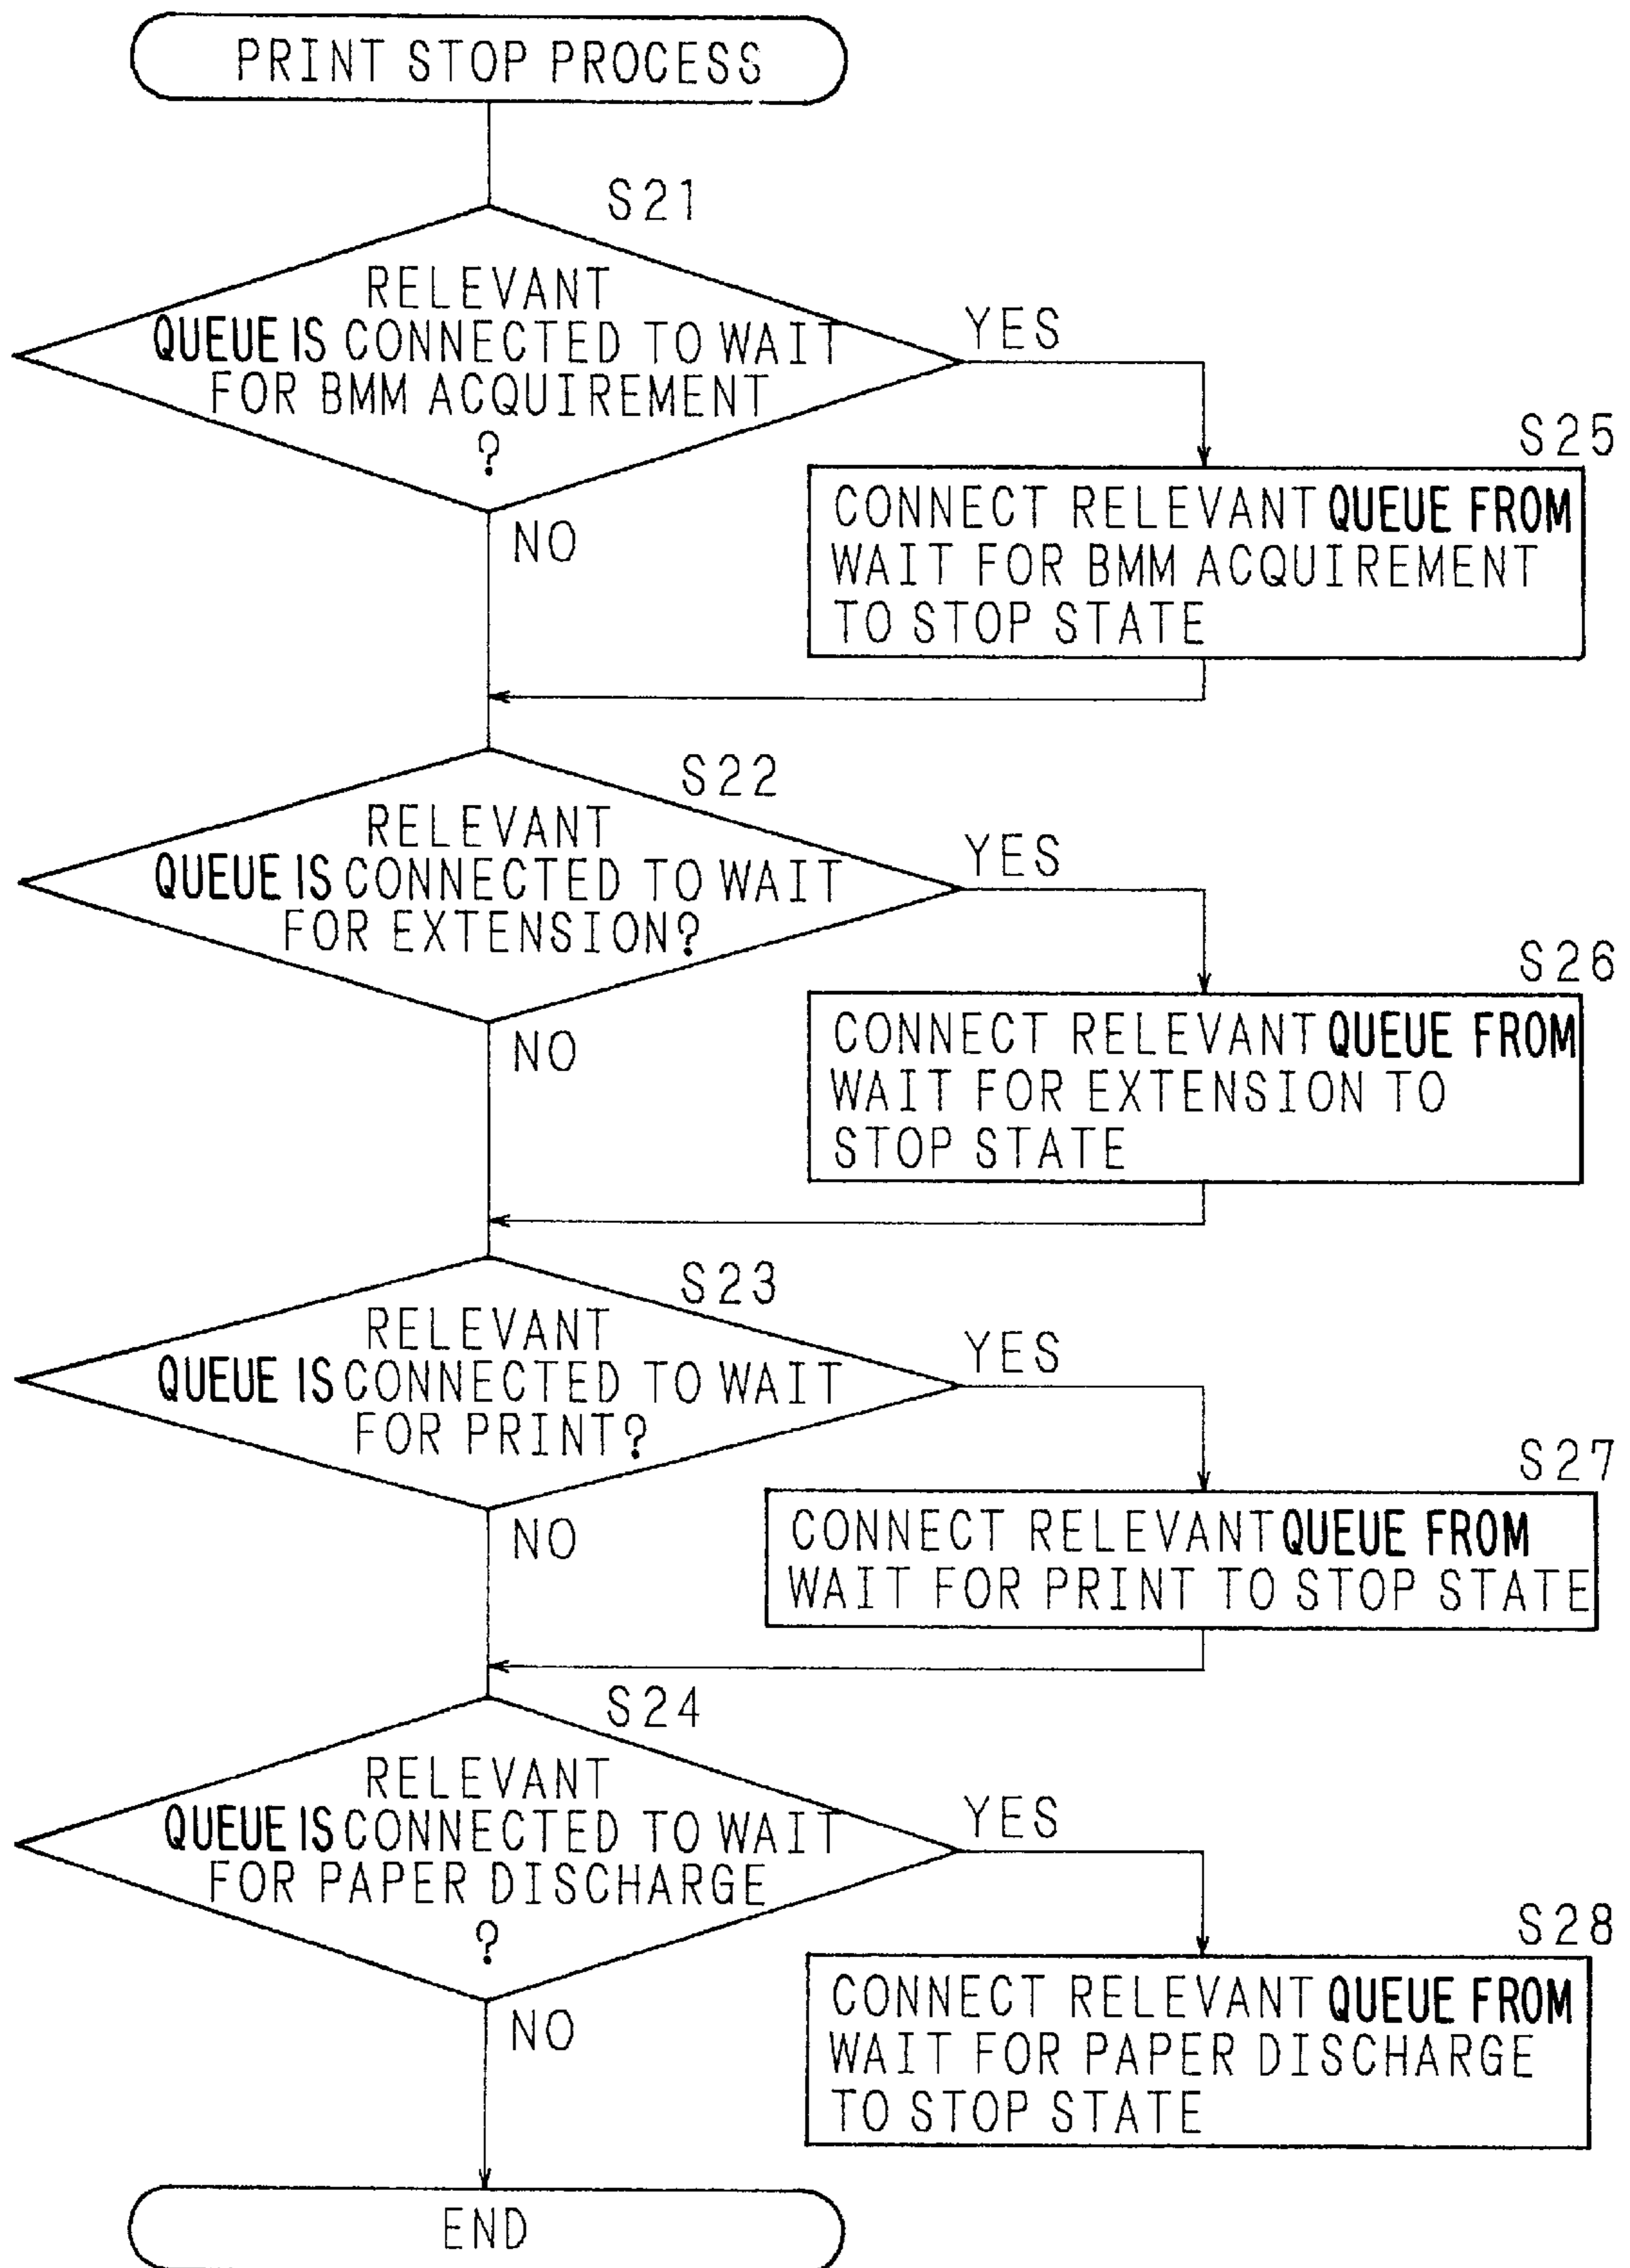 PRINT STOP PROCESS
S21
RELEVANT
QUEUE IS CONNECTED TO WAIT
FOR BMM ACQUIREMENT
?
YES
NO
S25
CONNECT RELEVANT QUEUE FROM
WAIT FOR BMM ACQUIREMENT
TO STOP STATE
S22
RELEVANT
QUEUE IS CONNECTED TO WAIT
FOR EXTENSION?
YES
NO
S26
CONNECT RELEVANT QUEUE FROM
WAIT FOR EXTENSION TO
STOP STATE
S23
RELEVANT
QUEUE IS CONNECTED TO WAIT
FOR PRINT?
YES
NO
S27
CONNECT RELEVANT QUEUE FROM
WAIT FOR PRINT TO STOP STATE
S24
RELEVANT
QUEUE IS CONNECTED TO WAIT
FOR PAPER DISCHARGE
?
YES
NO
S28
CONNECT RELEVANT QUEUE FROM
WAIT FOR PAPER DISCHARGE
TO STOP STATE
END